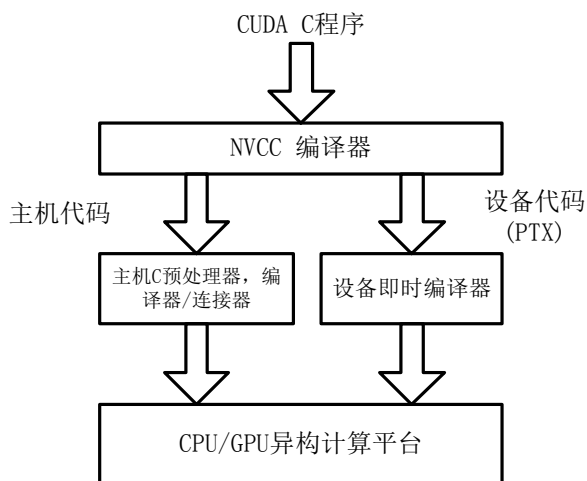 CUDA C程序
NVCC 编译器
主机代码
设备代码
(PTX)
主机C预处理器，编
译器/连接器
设备即时编译器
CPU/GPU异构计算平台